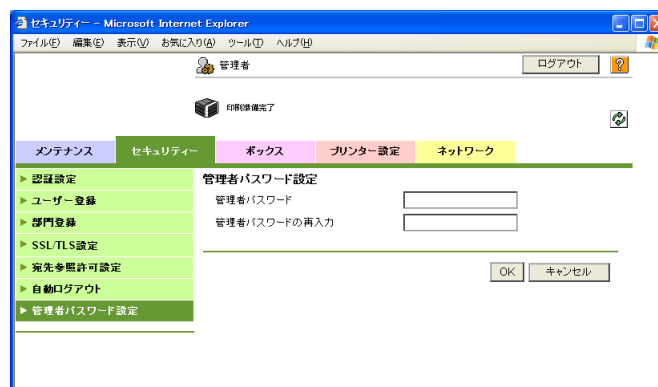 セキュリティー - Microsoft Internet Explorer
ファイル(F) 編集(E) 表示(V) お気に入り(A) ツール(T) ヘルプ(H)
管理者 ログアウト ?
印刷準備完了
メンテナンス セキュリティー ボックス プリンター設定 ネットワーク
認証設定
ユーザー登録
部門登録
SSL/TLS設定
宛先参照許可設定
自動ログアウト
管理者パスワード設定
管理者パスワード設定
管理者パスワード
管理者パスワードの再入力
OK キャンセル